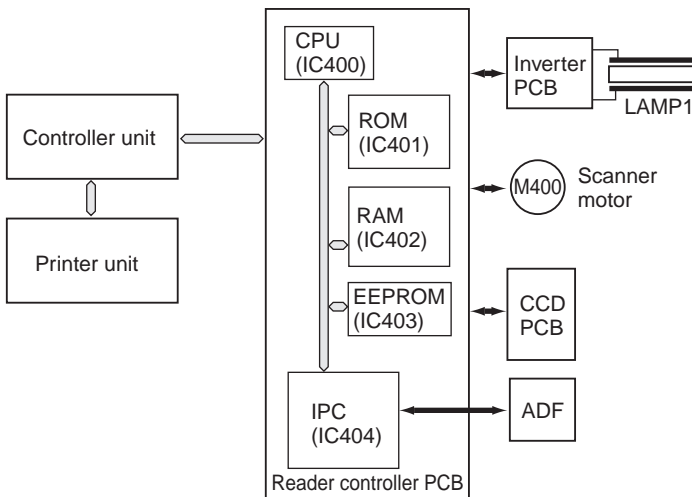 CPU
(IC400)
Inverter
PCB
LAMP1
ROM
(IC401)
Controller unit
M400
Scanner
motor
RAM
(IC402)
Printer unit
EEPROM
(IC403)
CCD
PCB
IPC
(IC404)
ADF
Reader controller PCB